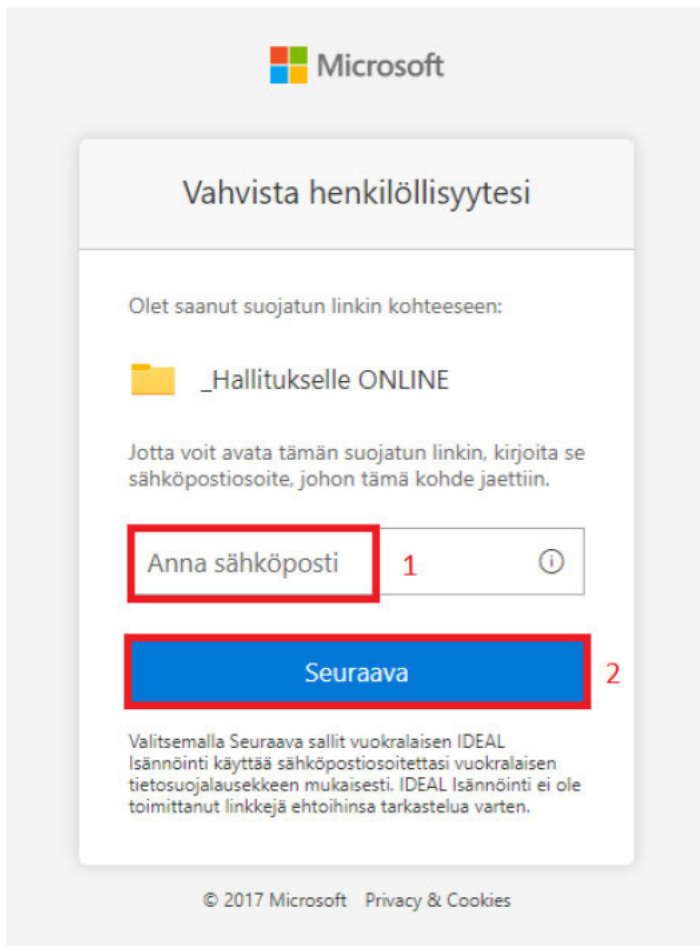 Microsoft
Vahvista henkilöllisyytesi
Olet saanut suojatun linkin kohteeseen:
_Hallitukselle ONLINE
Jotta voit avata tämän suojatun linkin, kirjoita se
sähköpostiosoite, johon tämä kohde jaettiin.
Anna sähköposti 1
Seuraava 2
Valitsemalla Seuraava sallit vuokralaisen IDEAL
Isännöinti käyttää sähköpostiosoitettasi vuokralaisen
tietosuojalausekkeen mukaisesti. IDEAL Isännöinti ei ole
toimittanut linkkejä ehtoihinsa tarkastelua varten.
© 2017 Microsoft Privacy & Cookies